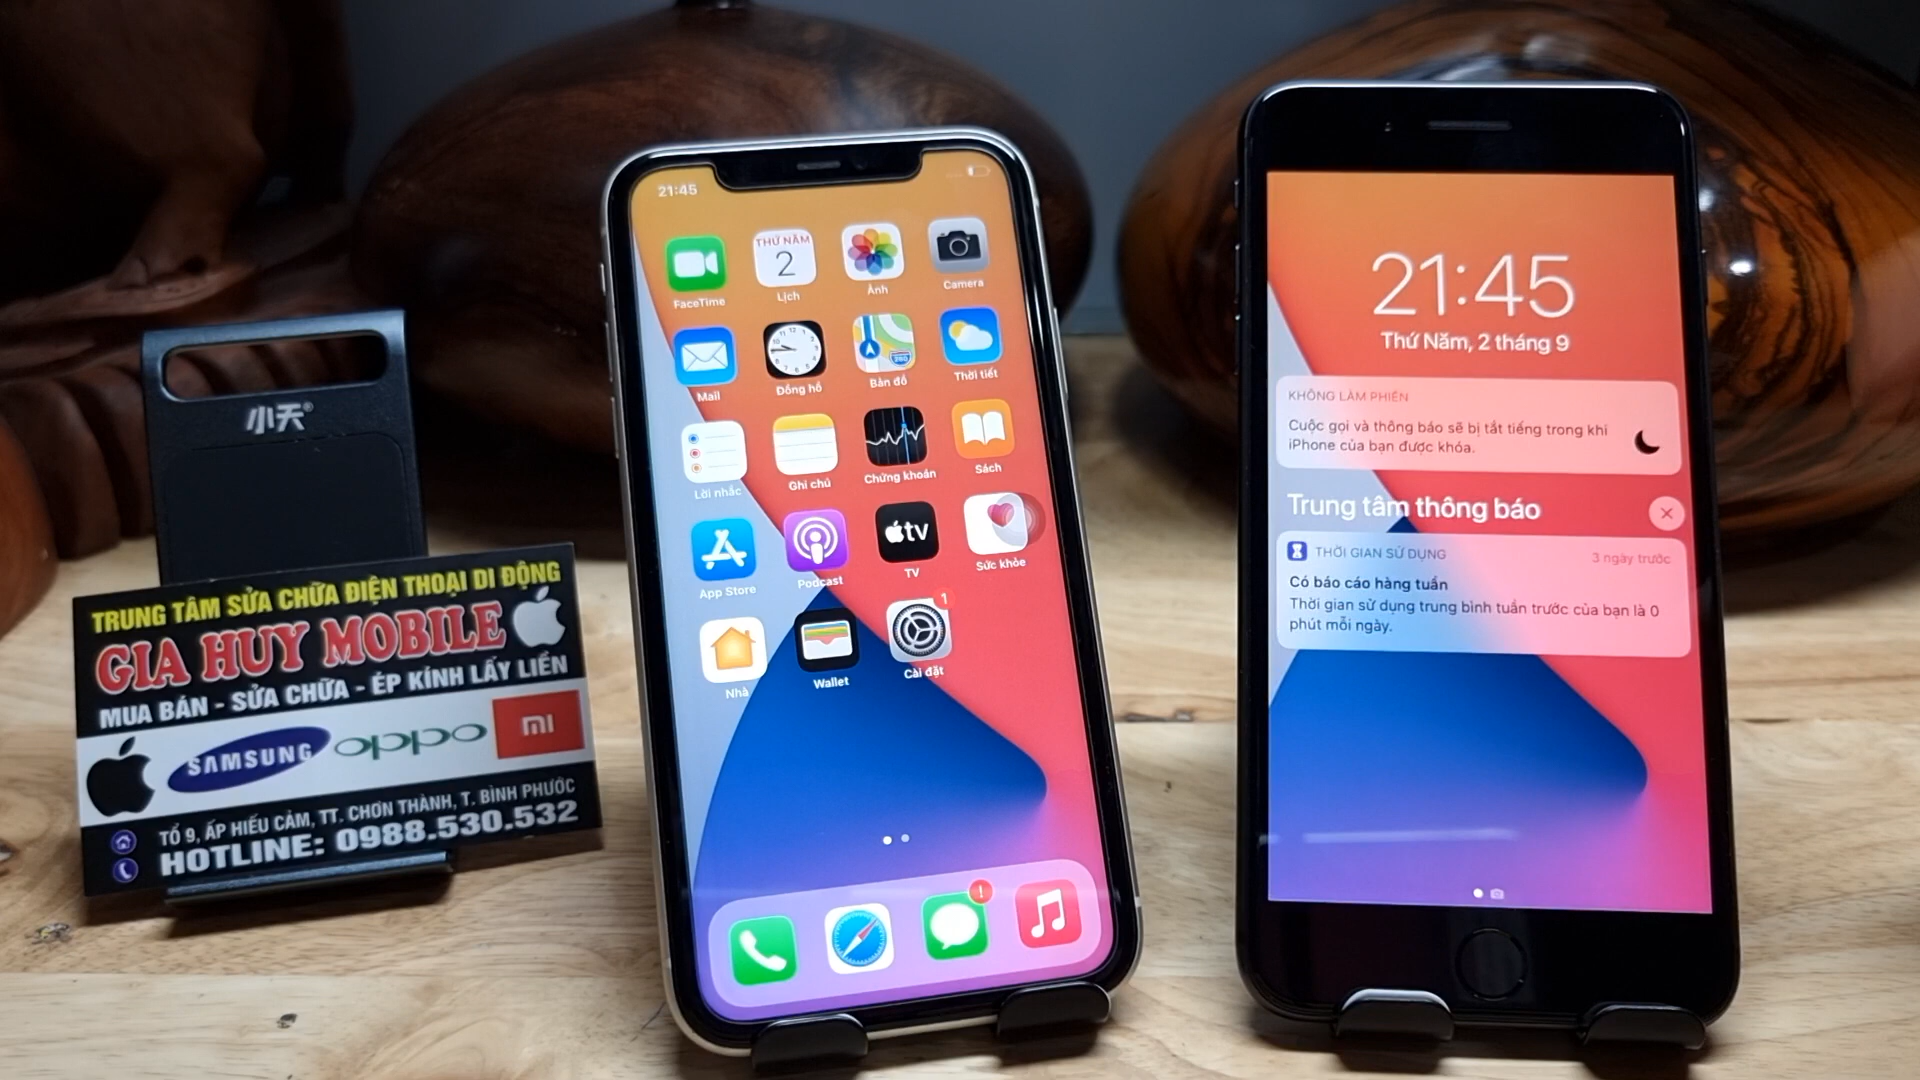 小天®
TRUNG TÂM SỬA CHỮA ĐIỆN THOẠI DI ĐỘNG
GIA HUY MOBILE
MUA BÁN - SỬA CHỮA - ÉP KÍNH LẤY LIỀN
SAMSUNG
oppo
MI
TỔ 9, ẤP HIẾU CẢM, TT. CHƠN THÀNH, T. BÌNH PHƯỚC
HOTLINE: 0988.530.532
21:45
THỨ NĂM
2
FaceTime
Lịch
Ảnh
Camera
12
280
Mail
Đồng hồ
Bản đồ
Thời tiết
Lời nhắc
Ghi chú
Chứng khoán
Sách
tv
App Store
Podcast
TV
Sức khỏe
1
Nhà
Wallet
Cài đặt
!
21:45
Thứ Năm, 2 tháng 9
KHÔNG LÀM PHIỀN
Cuộc gọi và thông báo sẽ bị tắt tiếng trong khi
iPhone của bạn được khóa.
Trung tâm thông báo
THỜI GIAN SỬ DỤNG
3 ngày trước
Có báo cáo hàng tuần
Thời gian sử dụng trung bình tuần trước của bạn là 0
phút mỗi ngày.